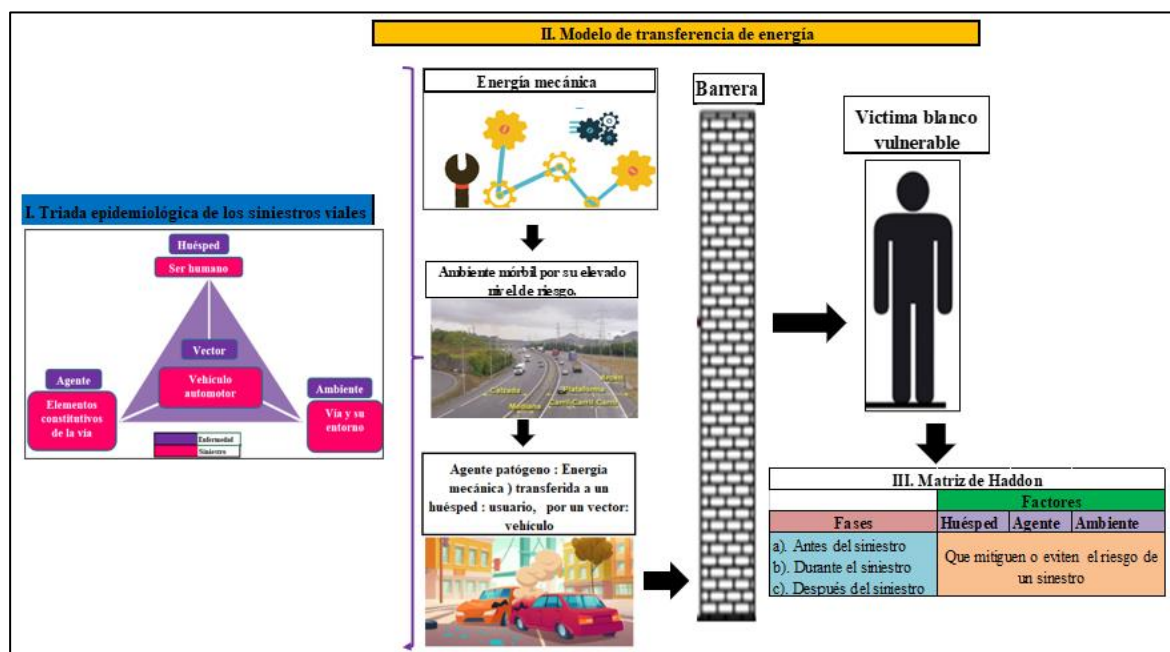 II. Modelo de transferencia de energía
I. Triada epidemiológica de los siniestros viales
Huésped
Ser humano
Vector
Vehículo
automotor
Agente
Elementos
constitutivos
de la vía
Ambiente
Vía y su
entorno
Enfermedad
Siniestro
Energía mecánica
Ambiente mórbil por su elevado
nivel de riesgo.
Arcén
Calzada
Plataforma
Mediana
Carril Carril Carril
Agente patógeno : Energía
mecánica ) transferida a un
huésped : usuario, por un vector:
vehículo
Barrera
Victima blanco
vulnerable
III. Matriz de Haddon
Factores
Fases
Huésped
Agente
Ambiente
a). Antes del siniestro
b). Durante el siniestro
c). Después del siniestro
Que mitiguen o eviten el riesgo de
un sinestro